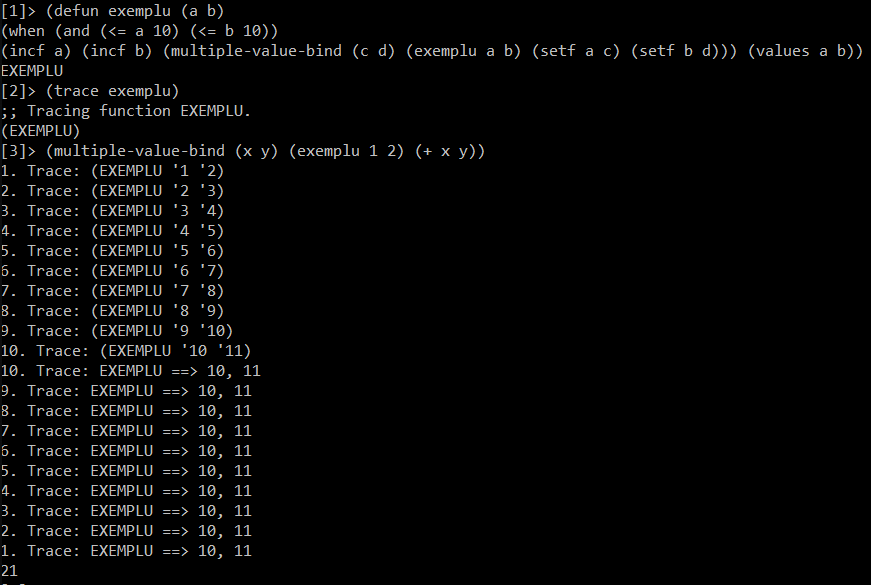 [1]> (defun exemplu (a b)
(when (and (<= a 10) (<= b 10))
(incf a) (incf b) (multiple-value-bind (c d) (exemplu a b) (setf a c) (setf b d))) (values a b))
EXEMPLU
[2]> (trace exemplu)
;; Tracing function EXEMPLU.
(EXEMPLU)
[3]> (multiple-value-bind (x y) (exemplu 1 2) (+ x y))
1. Trace: (EXEMPLU '1 '2)
2. Trace: (EXEMPLU '2 '3)
3. Trace: (EXEMPLU '3 '4)
4. Trace: (EXEMPLU '4 '5)
5. Trace: (EXEMPLU '5 '6)
6. Trace: (EXEMPLU '6 '7)
7. Trace: (EXEMPLU '7 '8)
8. Trace: (EXEMPLU '8 '9)
9. Trace: (EXEMPLU '9 '10)
10. Trace: (EXEMPLU '10 '11)
10. Trace: EXEMPLU ==> 10, 11
9. Trace: EXEMPLU ==> 10, 11
8. Trace: EXEMPLU ==> 10, 11
7. Trace: EXEMPLU ==> 10, 11
6. Trace: EXEMPLU ==> 10, 11
5. Trace: EXEMPLU ==> 10, 11
4. Trace: EXEMPLU ==> 10, 11
3. Trace: EXEMPLU ==> 10, 11
2. Trace: EXEMPLU ==> 10, 11
1. Trace: EXEMPLU ==> 10, 11
21